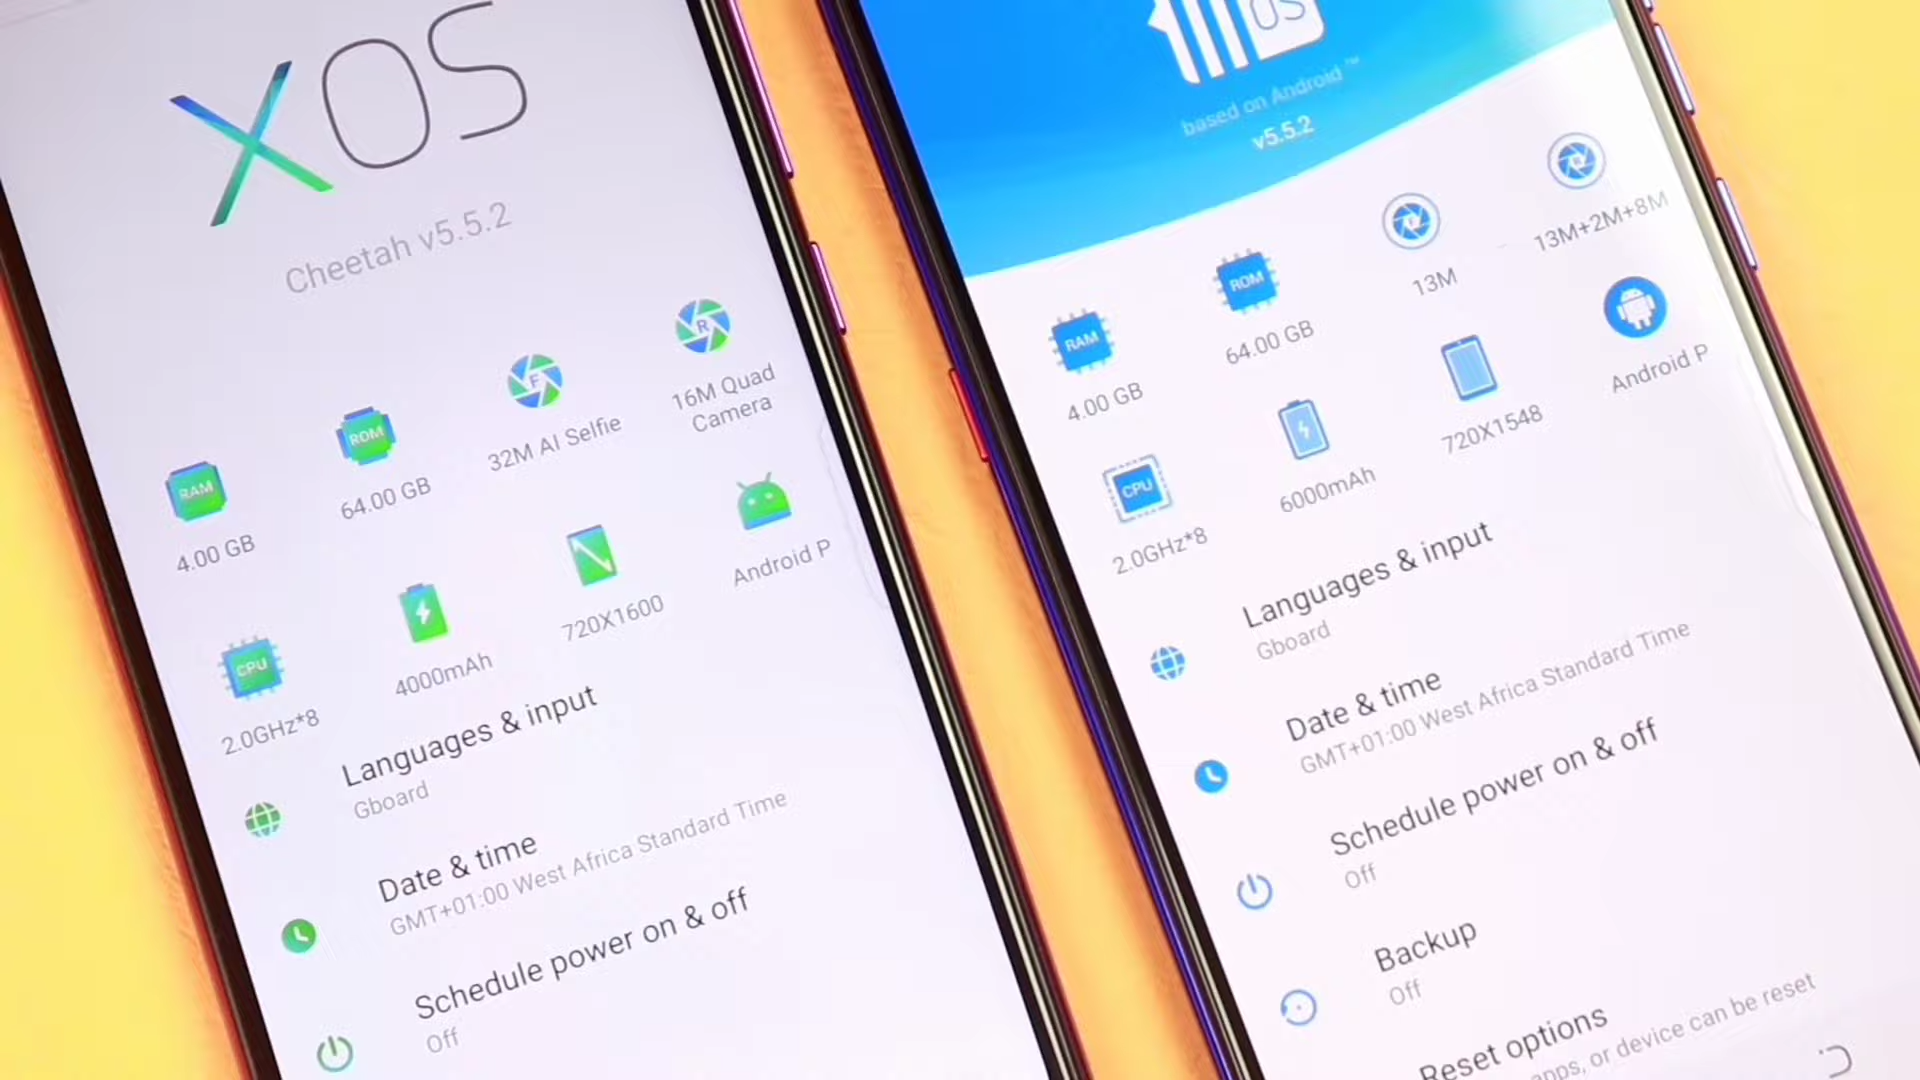 XOS
Cheetah v5.5.2
RAM
4.00 GB
ROM
64.00 GB
F
32M AI Selfie
R
16M Quad
Camera
CPU
2.0GHz*8
4000mAh
720X1600
Android P
Languages & input
Gboard
Date & time
GMT+01:00 West Africa Standard Time
Schedule power on & off
Off
OS
based on Android™
v5.5.2
RAM
4.00 GB
ROM
64.00 GB
13M
13M+2M+8M
CPU
2.0GHz*8
6000mAh
720X1548
Android P
Languages & input
Gboard
Date & time
GMT+01:00 West Africa Standard Time
Schedule power on & off
Off
Backup
Off
Reset options
apps, or device can be reset